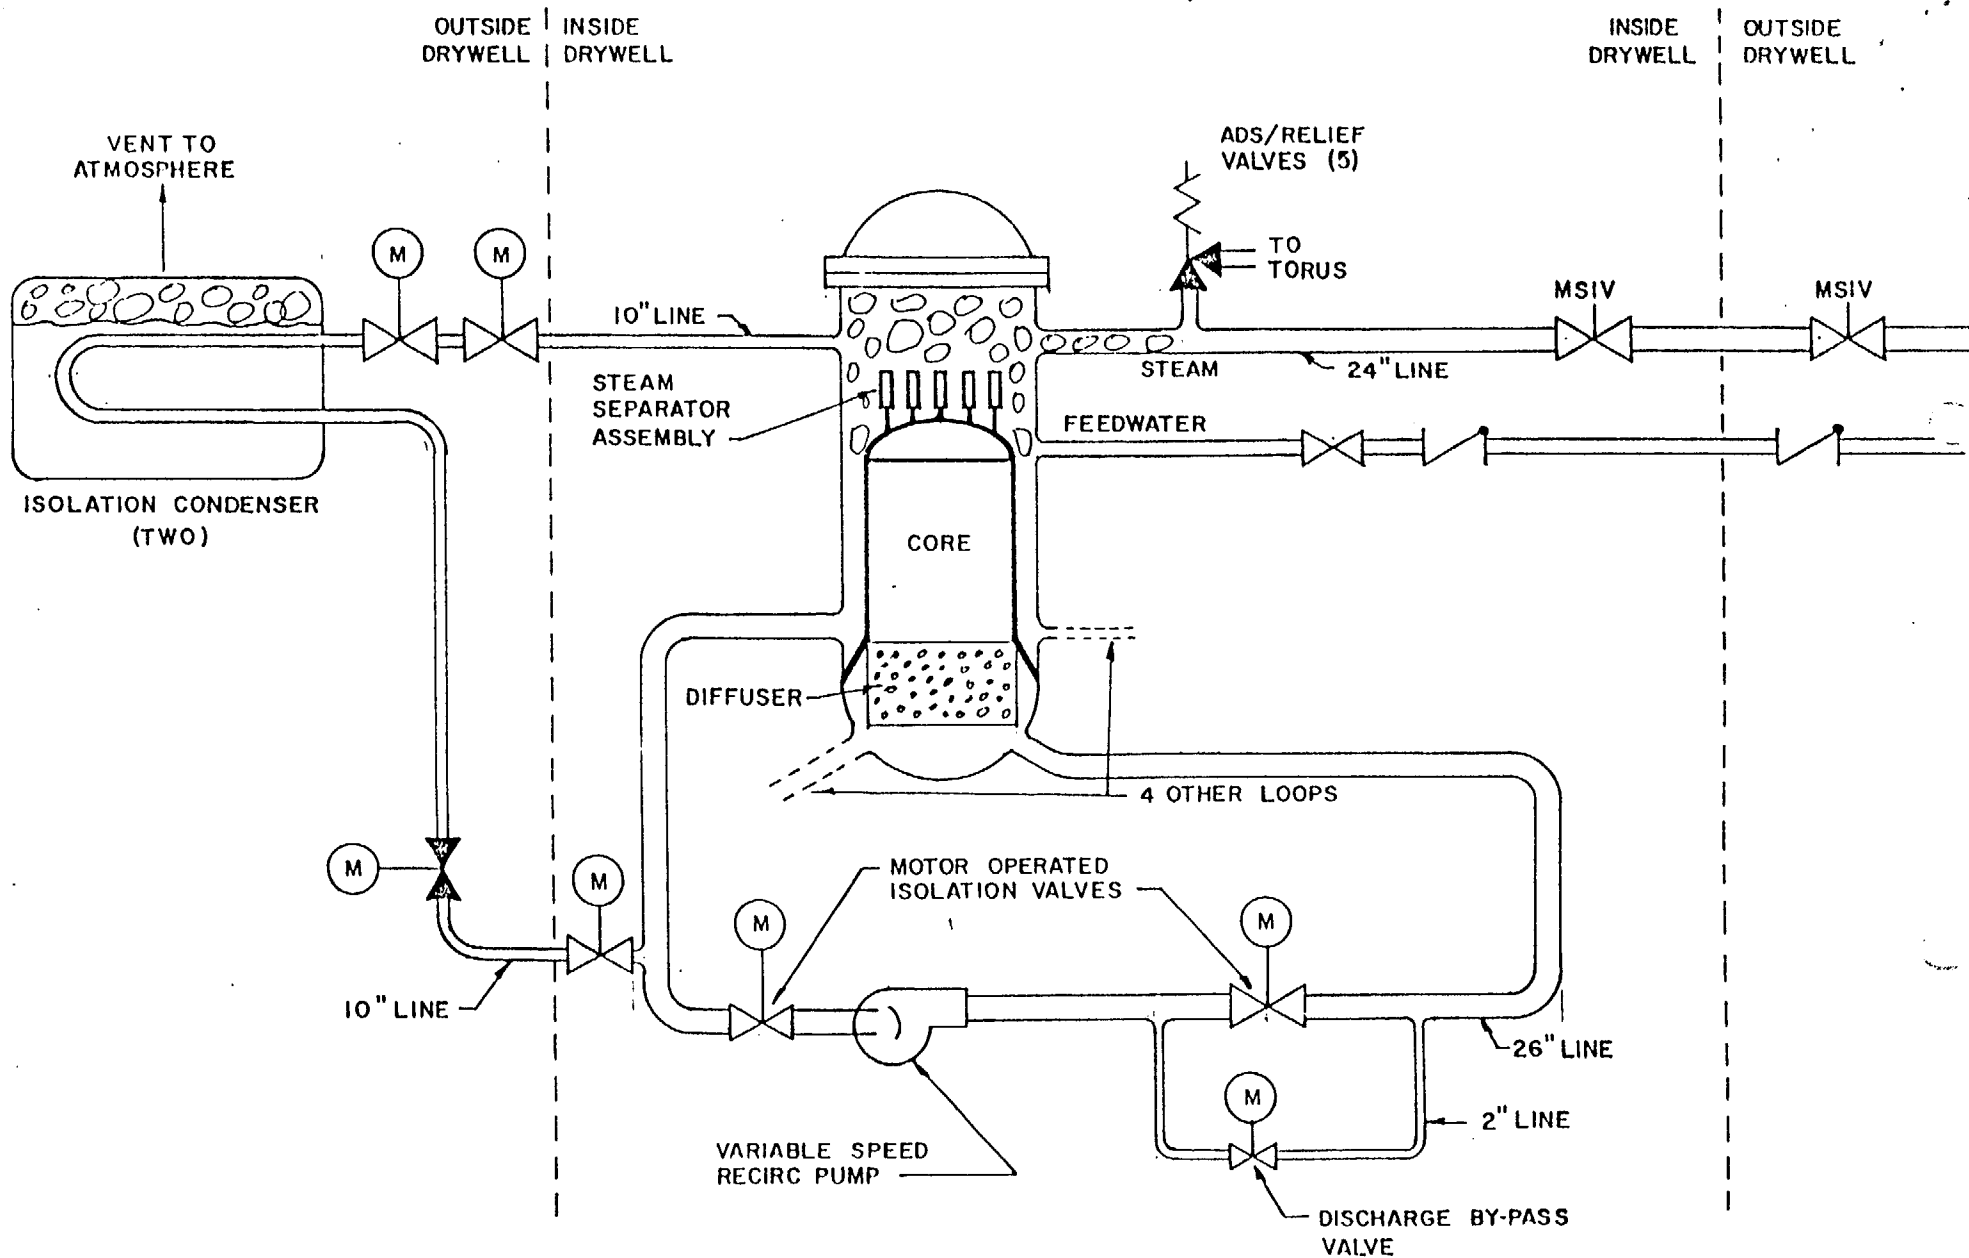 OUTSIDE
DRYWELL
INSIDE
DRYWELL
INSIDE
DRYWELL
OUTSIDE
DRYWELL
VENT TO
ATMOSPHERE
ADS/RELIEF
VALVES (5)
M
M
TO
TORUS
MSIV
MSIV
10" LINE
STEAM
24" LINE
STEAM
SEPARATOR
ASSEMBLY
FEEDWATER
ISOLATION CONDENSER
(TWO)
CORE
DIFFUSER
4 OTHER LOOPS
M
M
MOTOR OPERATED
ISOLATION VALVES
M
M
10" LINE
26" LINE
M
2" LINE
VARIABLE SPEED
RECIRC PUMP
DISCHARGE BY-PASS
VALVE